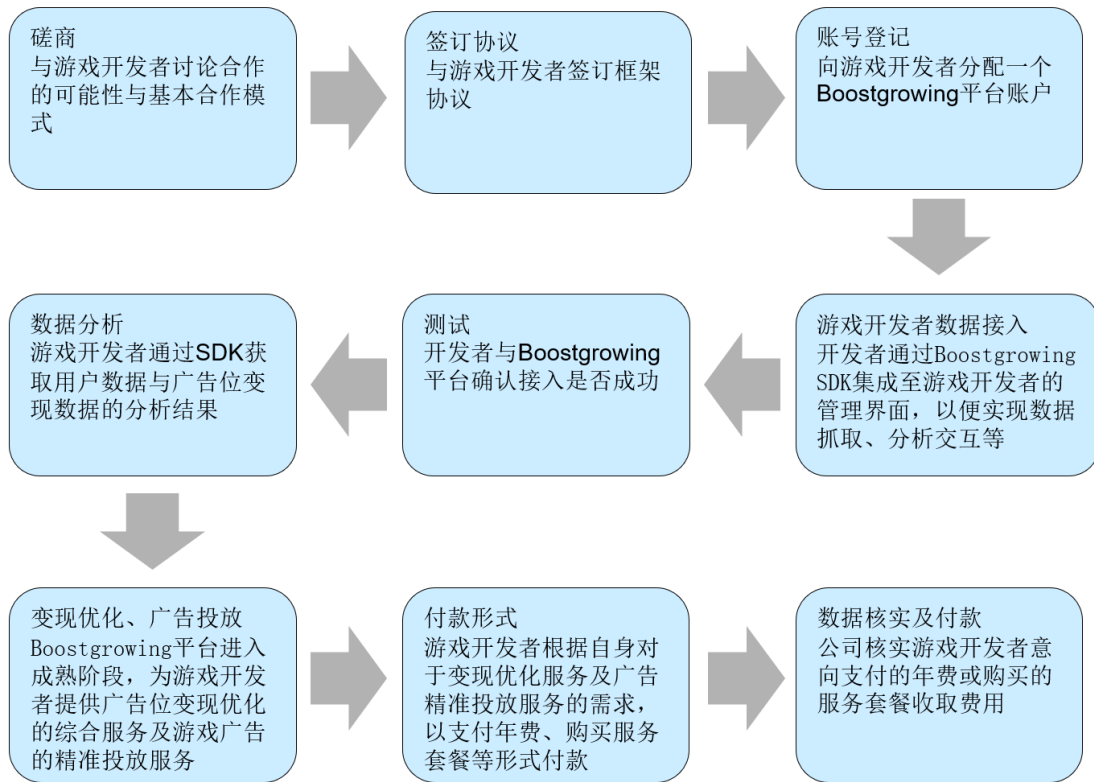 磋商
与游戏开发者讨论合作
的可能性与基本合作模
式
签订协议
与游戏开发者签订框架
协议
账号登记
向游戏开发者分配一个
Boostgrowing平台账户
游戏开发者数据接入
开发者通过Boostgrowing
SDK集成至游戏开发者的
管理界面，以便实现数据
抓取、分析交互等
测试
开发者与Boostgrowing
平台确认接入是否成功
数据分析
游戏开发者通过SDK获
取用户数据与广告位变
现数据的分析结果
变现优化、广告投放
Boostgrowing平台进入
成熟阶段，为游戏开发
者提供广告位变现优化
的综合服务及游戏广告
的精准投放服务
付款形式
游戏开发者根据自身对
于变现优化服务及广告
精准投放服务的需求，
以支付年费、购买服务
套餐等形式付款
数据核实及付款
公司核实游戏开发者意
向支付的年费或购买的
服务套餐收取费用